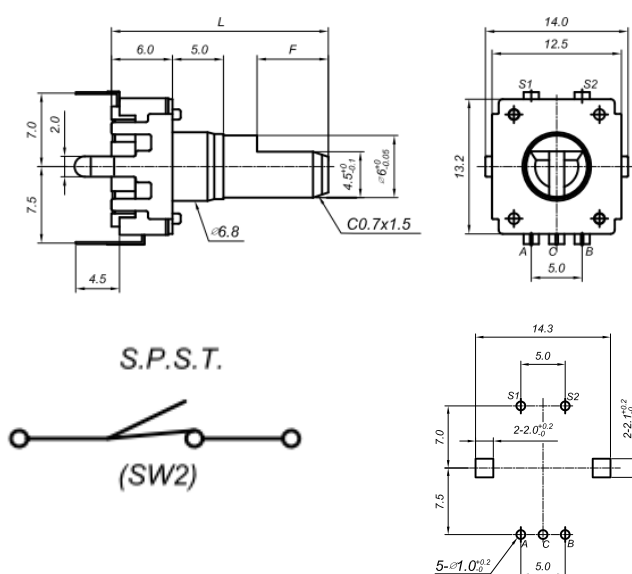 L
6.0
5.0
F
7.0
2.0
7.5
4.5
4.5+0 -0.1
⌀6+0 -0.05
⌀6.8
C0.7x1.5
14.0
12.5
S1
S2
13.2
A
C
B
5.0
S.P.S.T.
(SW2)
14.3
5.0
S1
S2
7.0
2-2.0+0.2 -0
2-2.1+0.2 -0
7.5
A
C
B
5-⌀1.0+0.2 -0
5.0